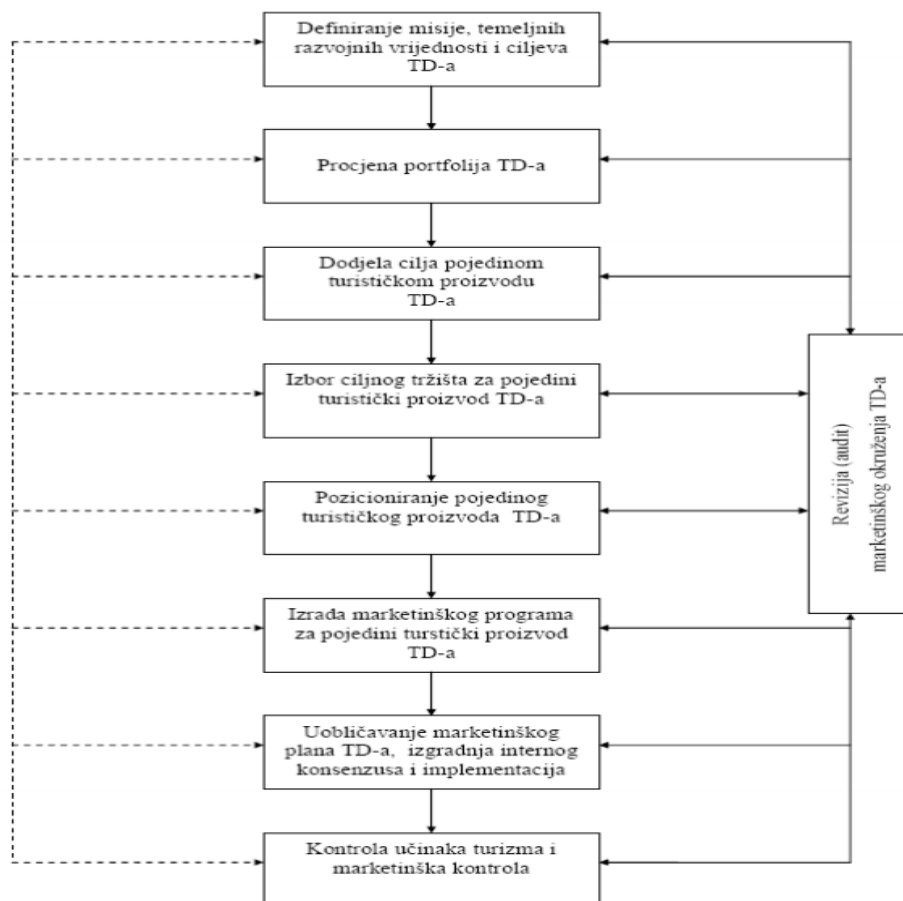 Definiranje misije, temeljnih
razvojnih vrijednosti i ciljeva
TD-a
Procjena portfolija TD-a
Dodjela cilja pojedinom
turističkom proizvodu
TD-a
Izbor ciljnog tržišta za pojedini
turistički proizvod TD-a
Pozicioniranje pojedinog
turističkog proizvoda TD-a
Izrada marketinškog programa
za pojedini turstički proizvod
TD-a
Uobličavanje marketinškog
plana TD-a, izgradnja internog
konsenzusa i implementacija
Kontrola učinaka turizma i
marketinška kontrola
Revizija (audit)
marketinškog okruženja TD-a